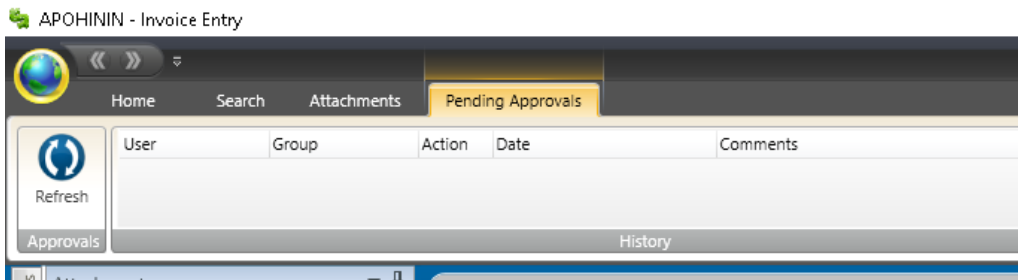 APOHININ - Invoice Entry
Home Search Attachments Pending Approvals
User Group Action Date Comments
Refresh
Approvals History